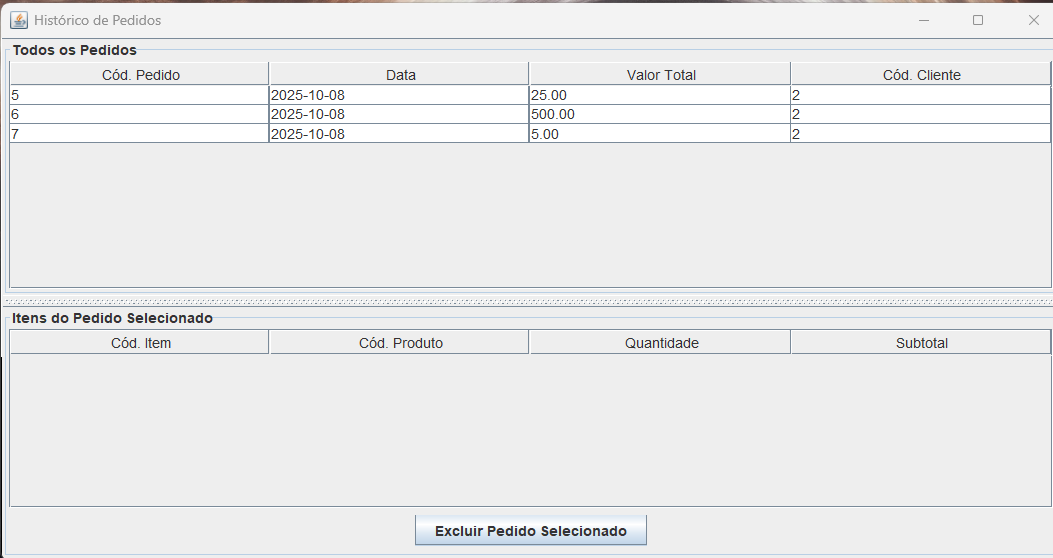 Histórico de Pedidos
Todos os Pedidos
Cód. Pedido Data Valor Total Cód. Cliente
5 2025-10-08 25.00 2
6 2025-10-08 500.00 2
7 2025-10-08 5.00 2
Itens do Pedido Selecionado
Cód. Item Cód. Produto Quantidade Subtotal
Excluir Pedido Selecionado